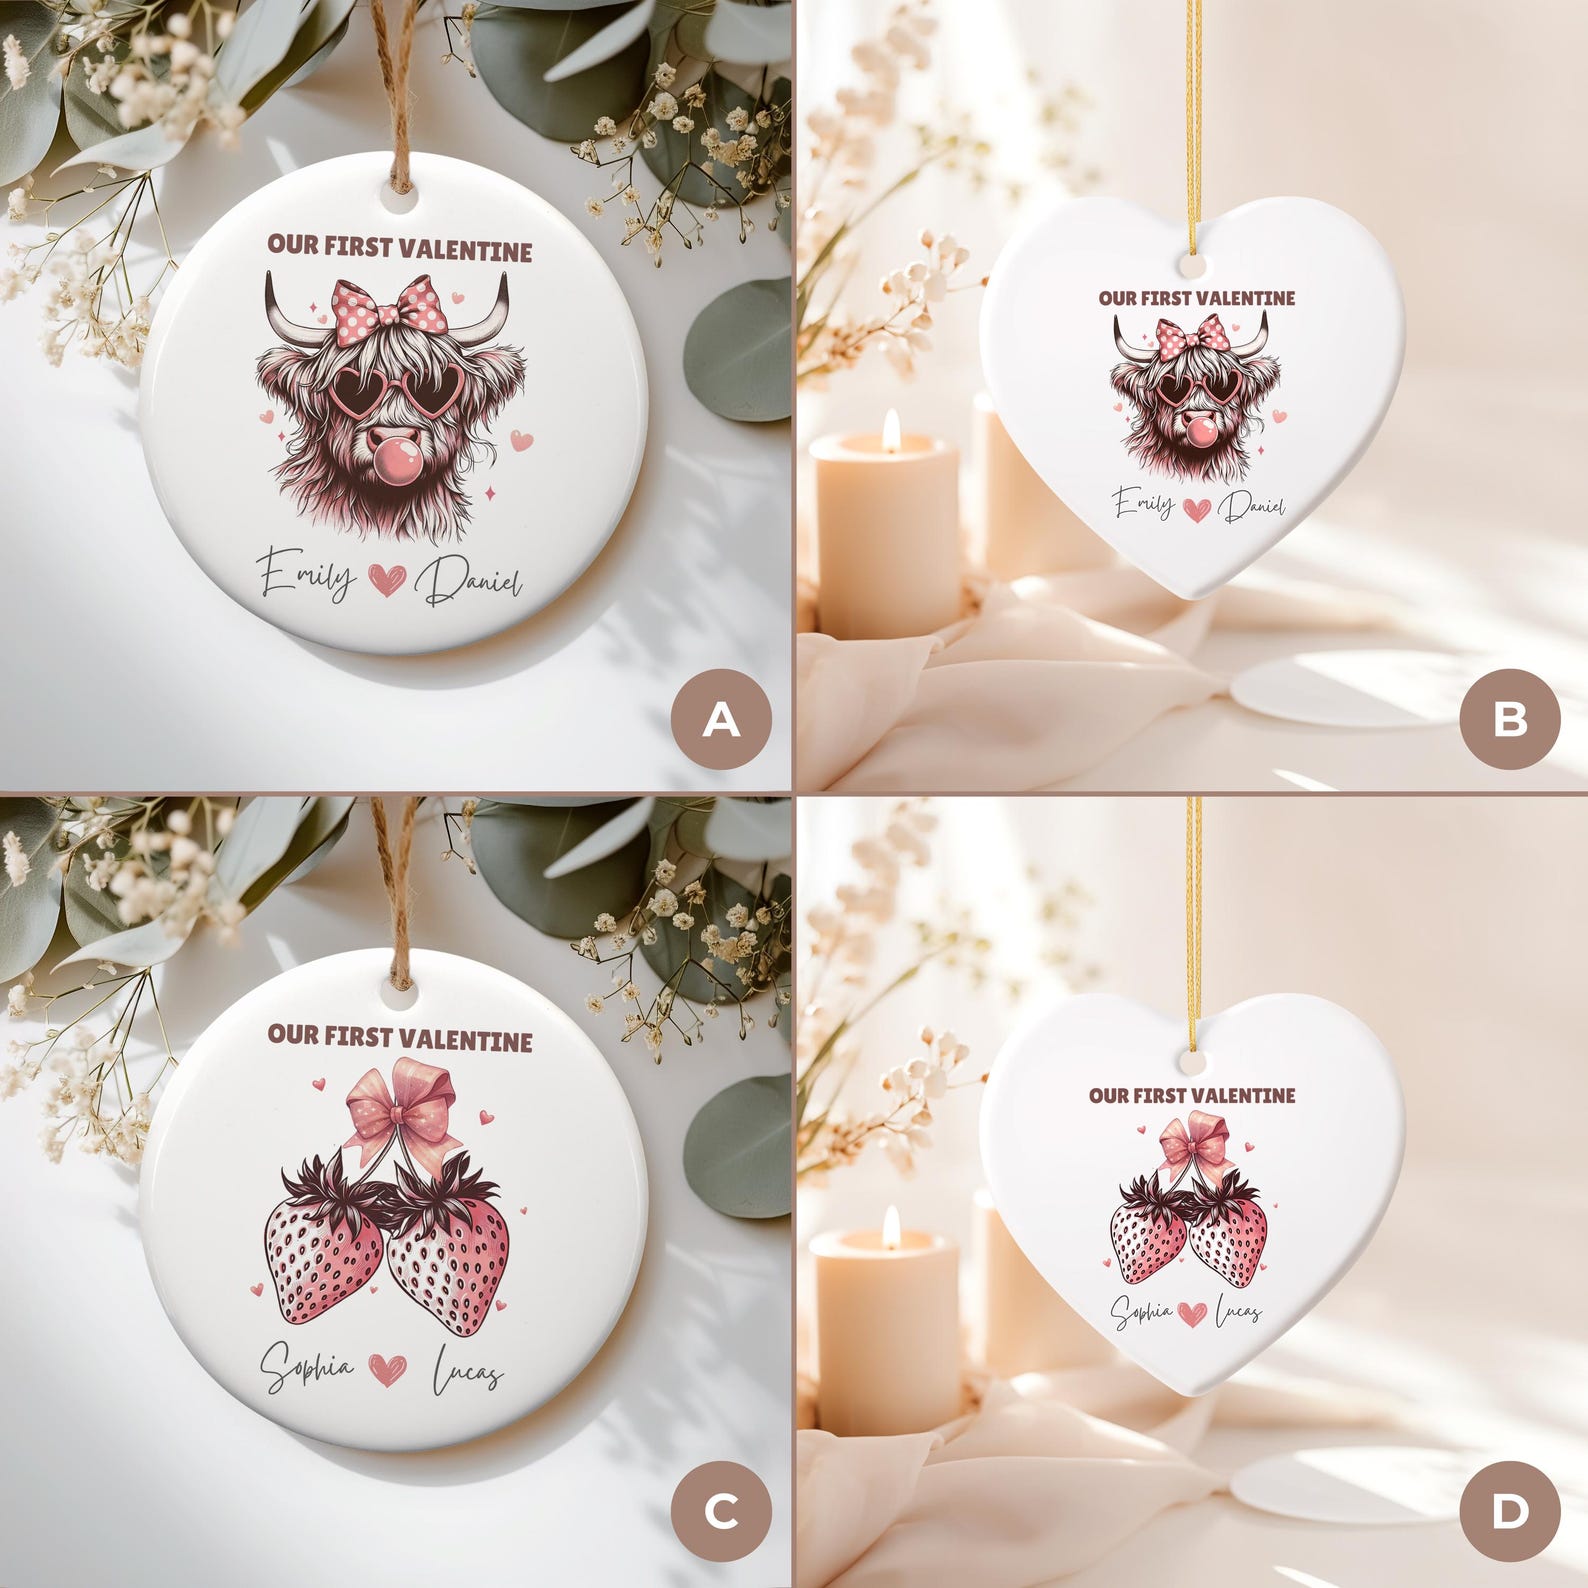 OUR FIRST VALENTINE
Emily Daniel
A
OUR FIRST VALENTINE
Emily Daniel
B
OUR FIRST VALENTINE
Sophia Lucas
C
OUR FIRST VALENTINE
Sophia Lucas
D